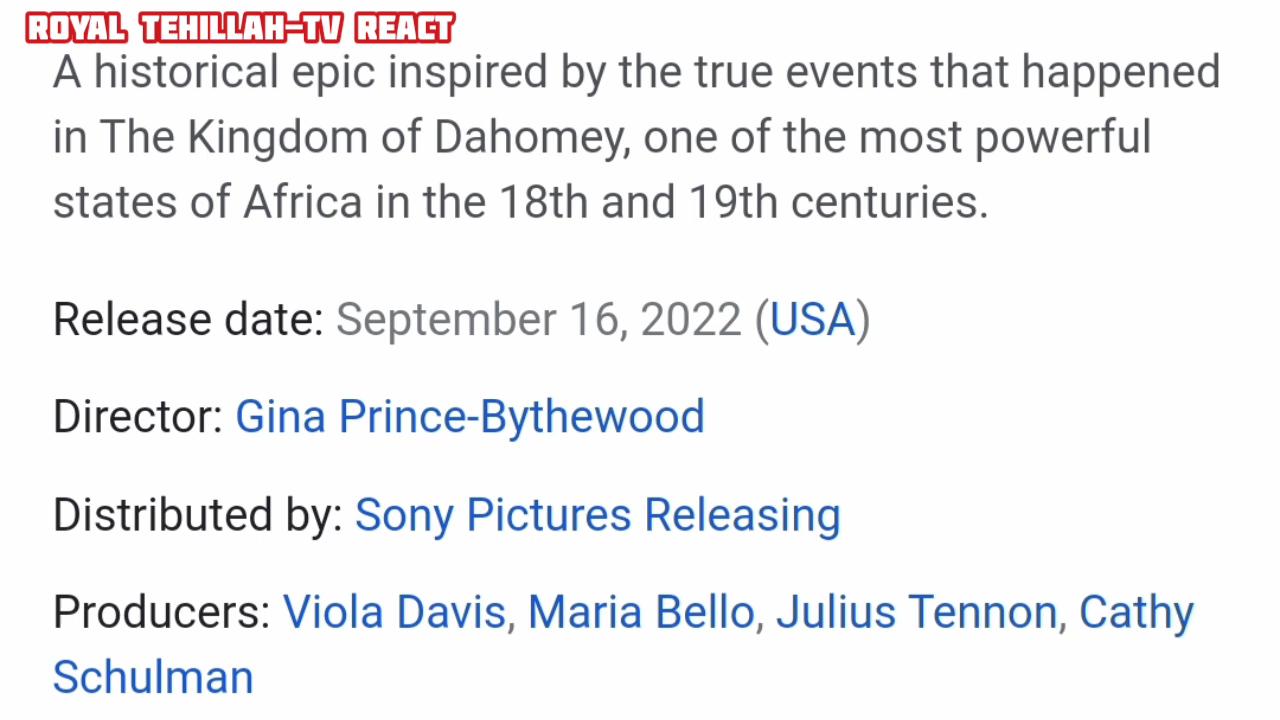 ROYAL TEHILLAH-TV REACT
A historical epic inspired by the true events that happened
in The Kingdom of Dahomey, one of the most powerful
states of Africa in the 18th and 19th centuries.
Release date: September 16, 2022 (USA)
Director: Gina Prince-Bythewood
Distributed by: Sony Pictures Releasing
Producers: Viola Davis, Maria Bello, Julius Tennon, Cathy
Schulman